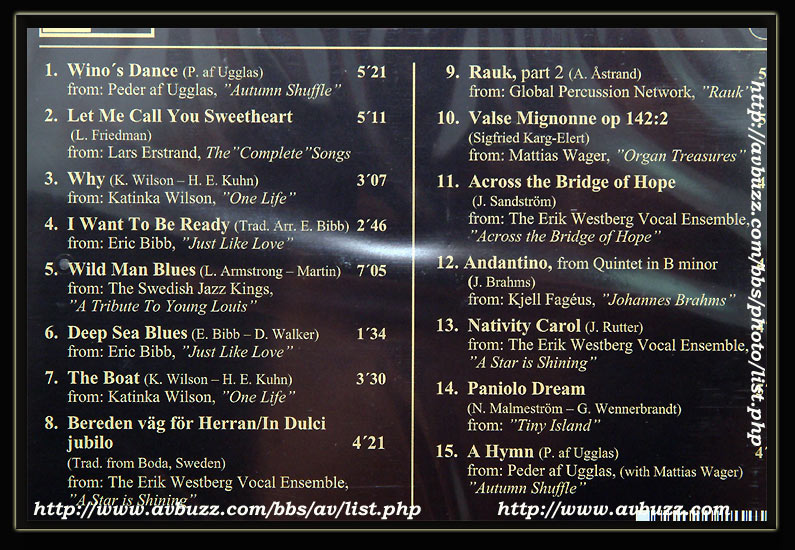 1. Wino´s Dance (P. af Ugglas) 5´21
from: Peder af Ugglas, ”Autumn Shuffle”
2. Let Me Call You Sweetheart 5´11
(L. Friedman)
from: Lars Erstrand, The”Complete”Songs
3. Why (K. Wilson – H. E. Kuhn) 3´07
from: Katinka Wilson, ”One Life”
4. I Want To Be Ready (Trad. Arr. E. Bibb) 2´46
from: Eric Bibb, ”Just Like Love”
5. Wild Man Blues (L. Armstrong – Martin) 7´05
from: The Swedish Jazz Kings,
”A Tribute To Young Louis”
6. Deep Sea Blues (E. Bibb – D. Walker) 1´34
from: Eric Bibb, ”Just Like Love”
7. The Boat (K. Wilson – H. E. Kuhn) 3´30
from: Katinka Wilson, ”One Life”
8. Bereden väg för Herran/In Dulci
jubilo 4´21
(Trad. from Boda, Sweden)
from: The Erik Westberg Vocal Ensemble,
”A Star is Shining”
9. Rauk, part 2 (A. Åstrand) 5
from: Global Percussion Network, ”Rauk”
10. Valse Mignonne op 142:2
(Sigfried Karg-Elert)
from: Mattias Wager, ”Organ Treasures”
11. Across the Bridge of Hope
(J. Sandström)
from: The Erik Westberg Vocal Ensemble,
”Across the Bridge of Hope”
12. Andantino, from Quintet in B minor
(J. Brahms)
from: Kjell Fagéus, ”Johannes Brahms”
13. Nativity Carol (J. Rutter)
from: The Erik Westberg Vocal Ensemble,
”A Star is Shining”
14. Paniolo Dream
(N. Malmeström – G. Wennerbrandt)
from: ”Tiny Island”
15. A Hymn (P. af Ugglas) 4´
from: Peder af Ugglas, (with Mattias Wager)
”Autumn Shuffle”
http://avbuzz.com/bbs/photo/list.php
http://www.avbuzz.com/bbs/av/list.php
http://www.avbuzz.com